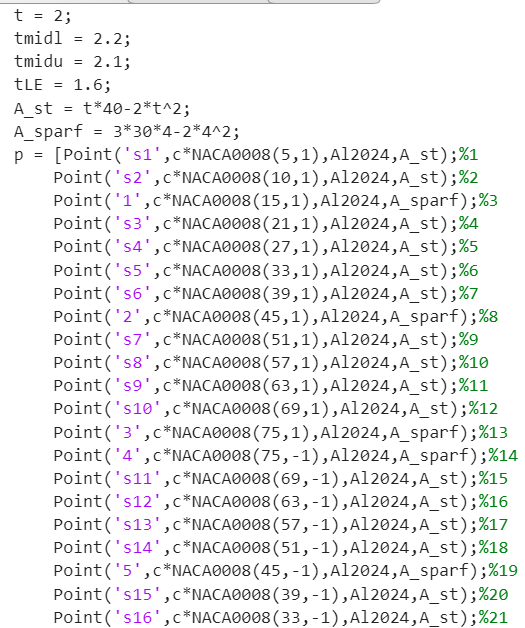 t = 2;
tmidl = 2.2;
tmidu = 2.1;
tLE = 1.6;
A_st = t*40-2*t^2;
A_sparf = 3*30*4-2*4^2;
p = [Point('s1',c*NACA0008(5,1),Al2024,A_st);%1
Point('s2',c*NACA0008(10,1),Al2024,A_st);%2
Point('1',c*NACA0008(15,1),Al2024,A_sparf);%3
Point('s3',c*NACA0008(21,1),Al2024,A_st);%4
Point('s4',c*NACA0008(27,1),Al2024,A_st);%5
Point('s5',c*NACA0008(33,1),Al2024,A_st);%6
Point('s6',c*NACA0008(39,1),Al2024,A_st);%7
Point('2',c*NACA0008(45,1),Al2024,A_sparf);%8
Point('s7',c*NACA0008(51,1),Al2024,A_st);%9
Point('s8',c*NACA0008(57,1),Al2024,A_st);%10
Point('s9',c*NACA0008(63,1),Al2024,A_st);%11
Point('s10',c*NACA0008(69,1),Al2024,A_st);%12
Point('3',c*NACA0008(75,1),Al2024,A_sparf);%13
Point('4',c*NACA0008(75,-1),Al2024,A_sparf);%14
Point('s11',c*NACA0008(69,-1),Al2024,A_st);%15
Point('s12',c*NACA0008(63,-1),Al2024,A_st);%16
Point('s13',c*NACA0008(57,-1),Al2024,A_st);%17
Point('s14',c*NACA0008(51,-1),Al2024,A_st);%18
Point('5',c*NACA0008(45,-1),Al2024,A_sparf);%19
Point('s15',c*NACA0008(39,-1),Al2024,A_st);%20
Point('s16',c*NACA0008(33,-1),Al2024,A_st);%21